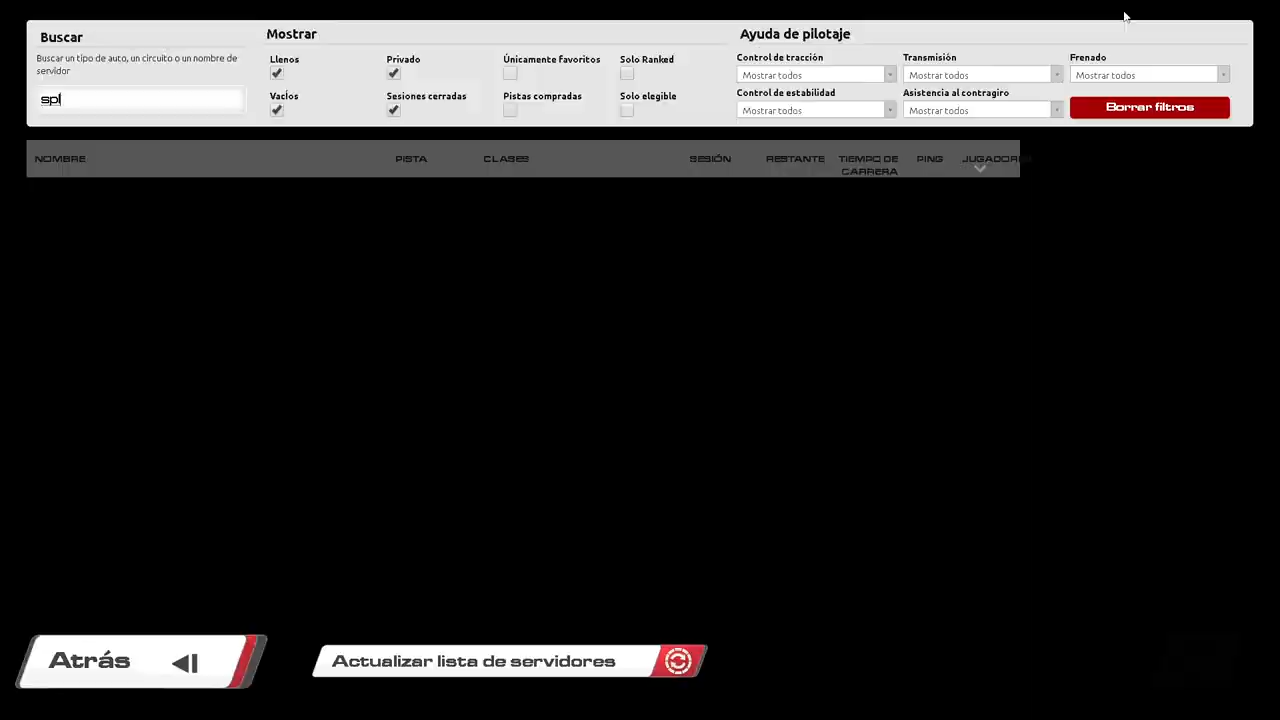 Buscar
Buscar un tipo de auto, un circuito o un nombre de
servidor
spl
Mostrar
Llenos
Privado
Únicamente favoritos
Solo Ranked
Vacíos
Sesiones cerradas
Pistas compradas
Solo elegible
Ayuda de pilotaje
Control de tracción
Transmisión
Frenado
Mostrar todos
Mostrar todos
Mostrar todos
Control de estabilidad
Asistencia al contragiro
Mostrar todos
Mostrar todos
Borrar filtros
NOMBRE PISTA CLASES SESIÓN RESTANTE TIEMPO DE PING JUGADORES
CARRERA
Atrás
Actualizar lista de servidores